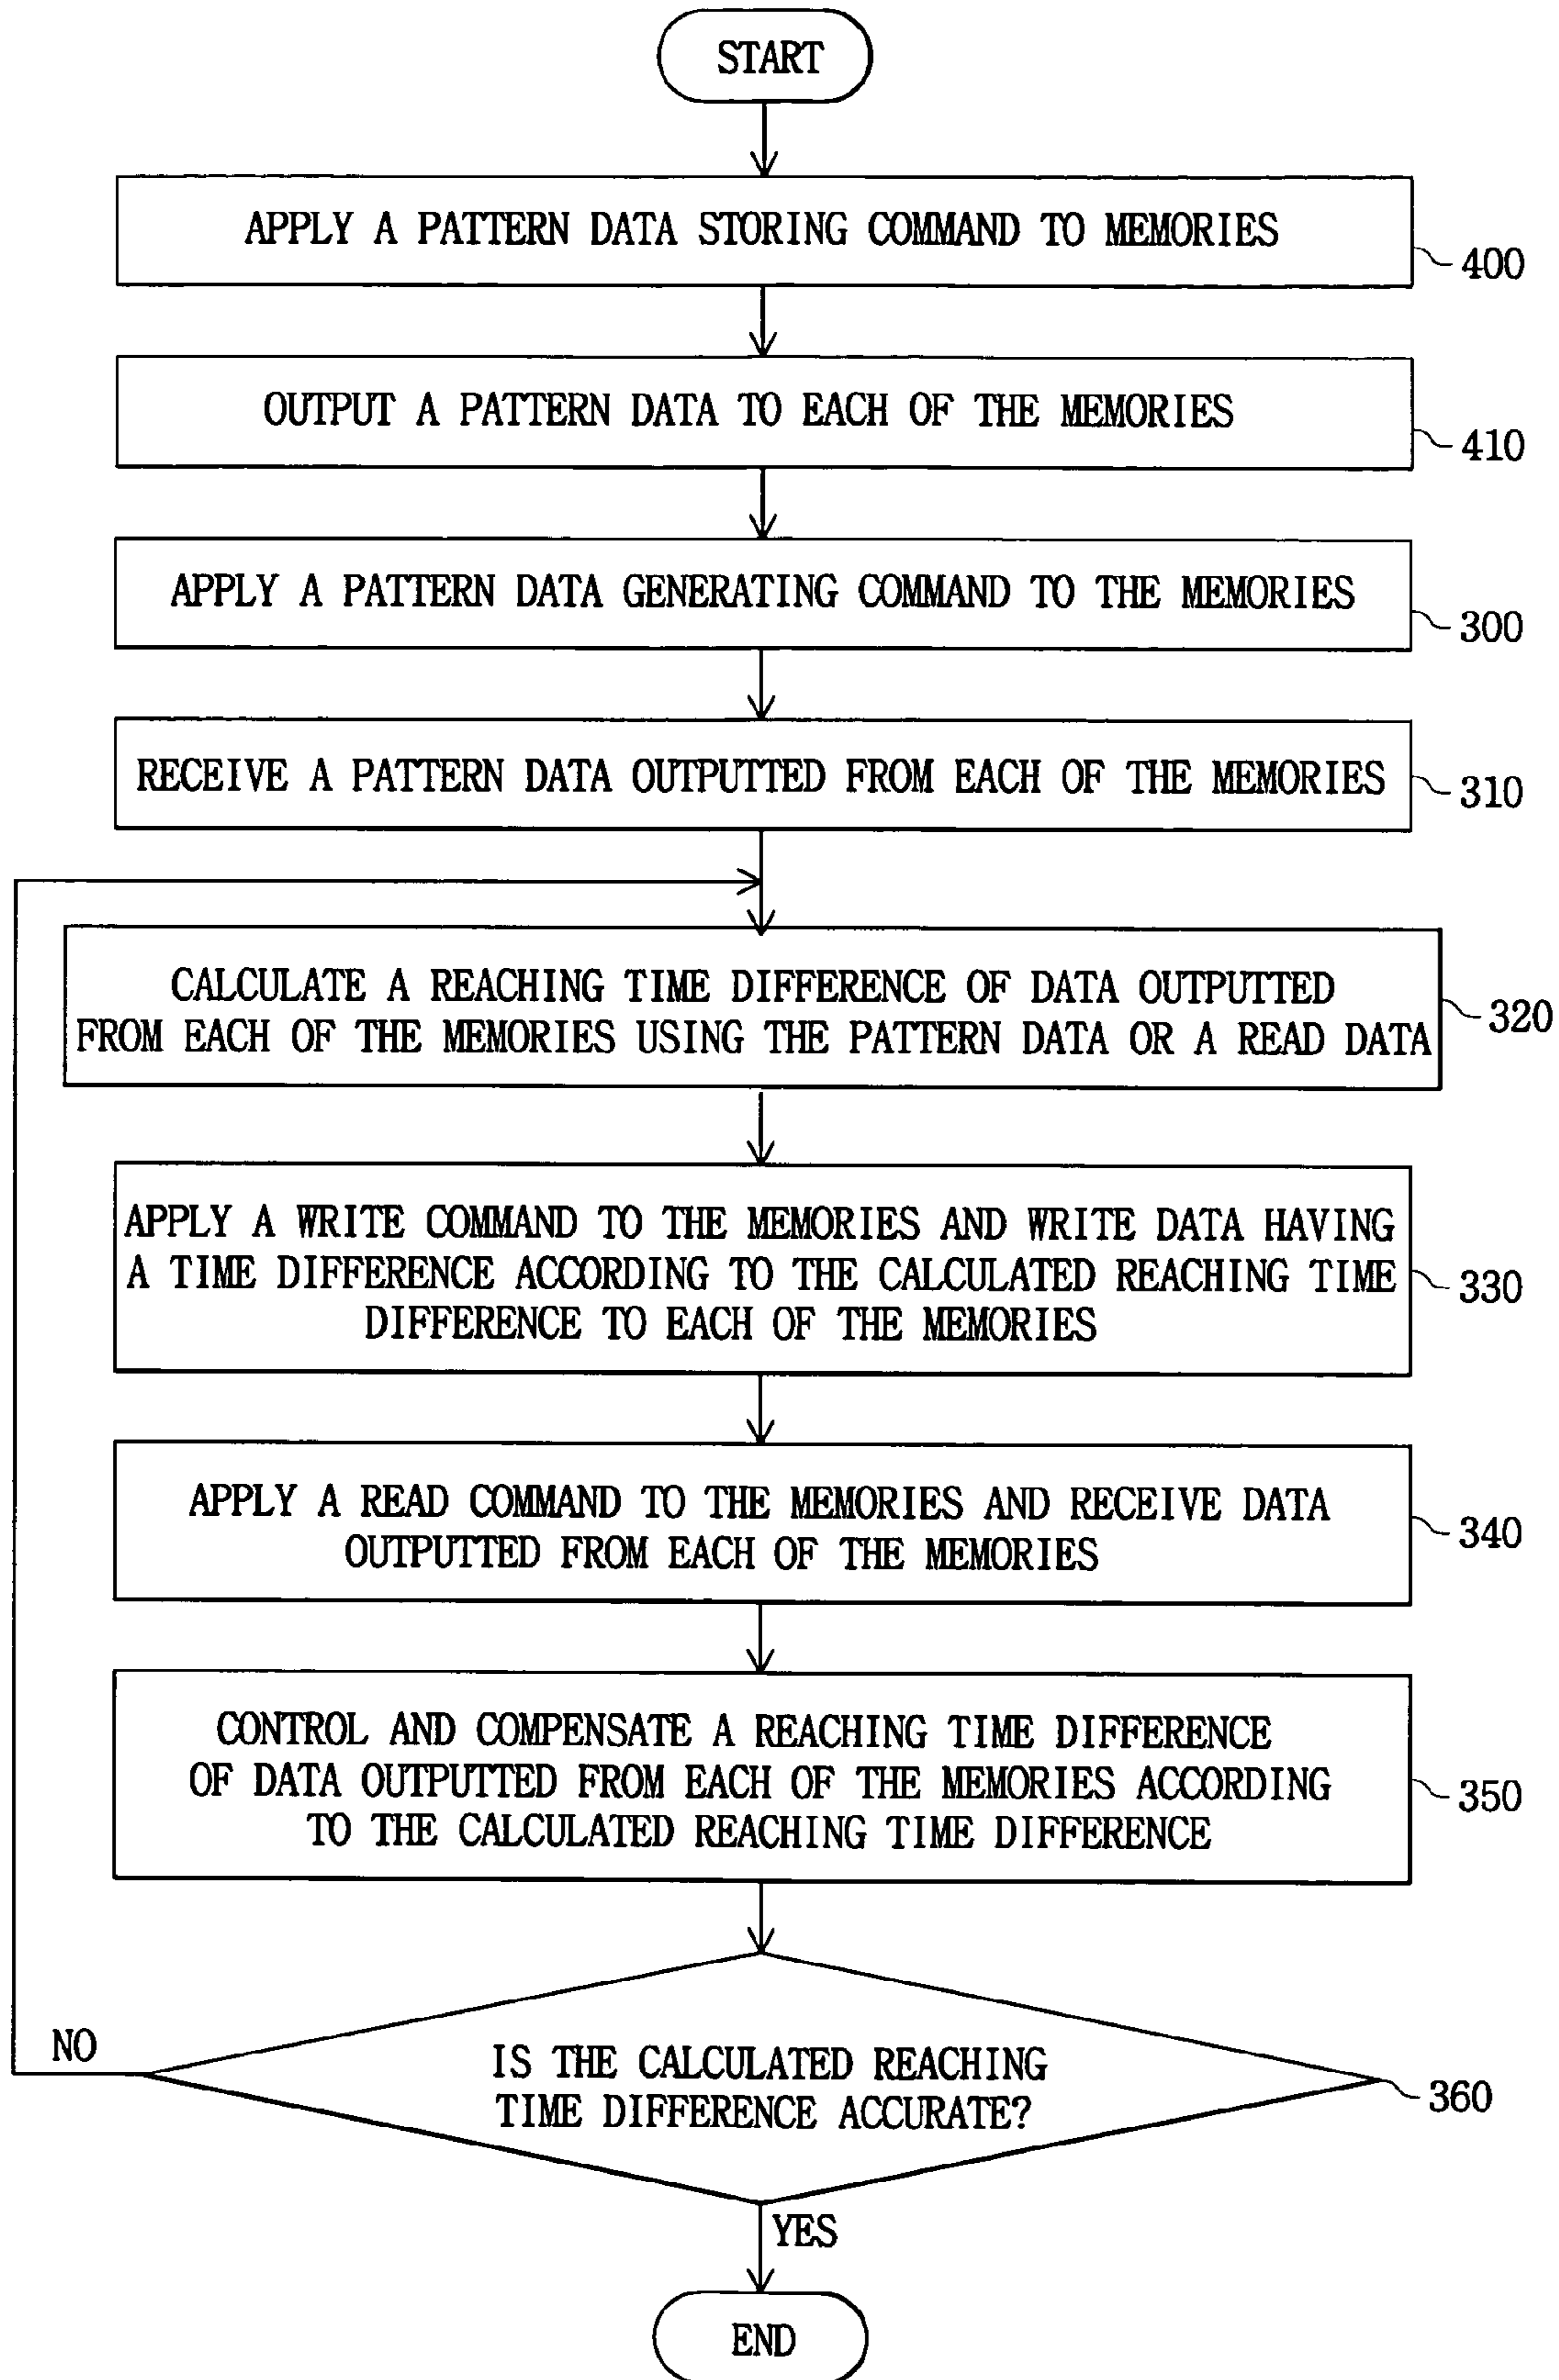 START
APPLY A PATTERN DATA STORING COMMAND TO MEMORIES
400
OUTPUT A PATTERN DATA TO EACH OF THE MEMORIES
410
APPLY A PATTERN DATA GENERATING COMMAND TO THE MEMORIES
300
RECEIVE A PATTERN DATA OUTPUTTED FROM EACH OF THE MEMORIES
310
CALCULATE A REACHING TIME DIFFERENCE OF DATA OUTPUTTED
FROM EACH OF THE MEMORIES USING THE PATTERN DATA OR A READ DATA
320
APPLY A WRITE COMMAND TO THE MEMORIES AND WRITE DATA HAVING
A TIME DIFFERENCE ACCORDING TO THE CALCULATED REACHING TIME
DIFFERENCE TO EACH OF THE MEMORIES
330
APPLY A READ COMMAND TO THE MEMORIES AND RECEIVE DATA
OUTPUTTED FROM EACH OF THE MEMORIES
340
CONTROL AND COMPENSATE A REACHING TIME DIFFERENCE
OF DATA OUTPUTTED FROM EACH OF THE MEMORIES ACCORDING
TO THE CALCULATED REACHING TIME DIFFERENCE
350
NO
IS THE CALCULATED REACHING
TIME DIFFERENCE ACCURATE?
360
YES
END